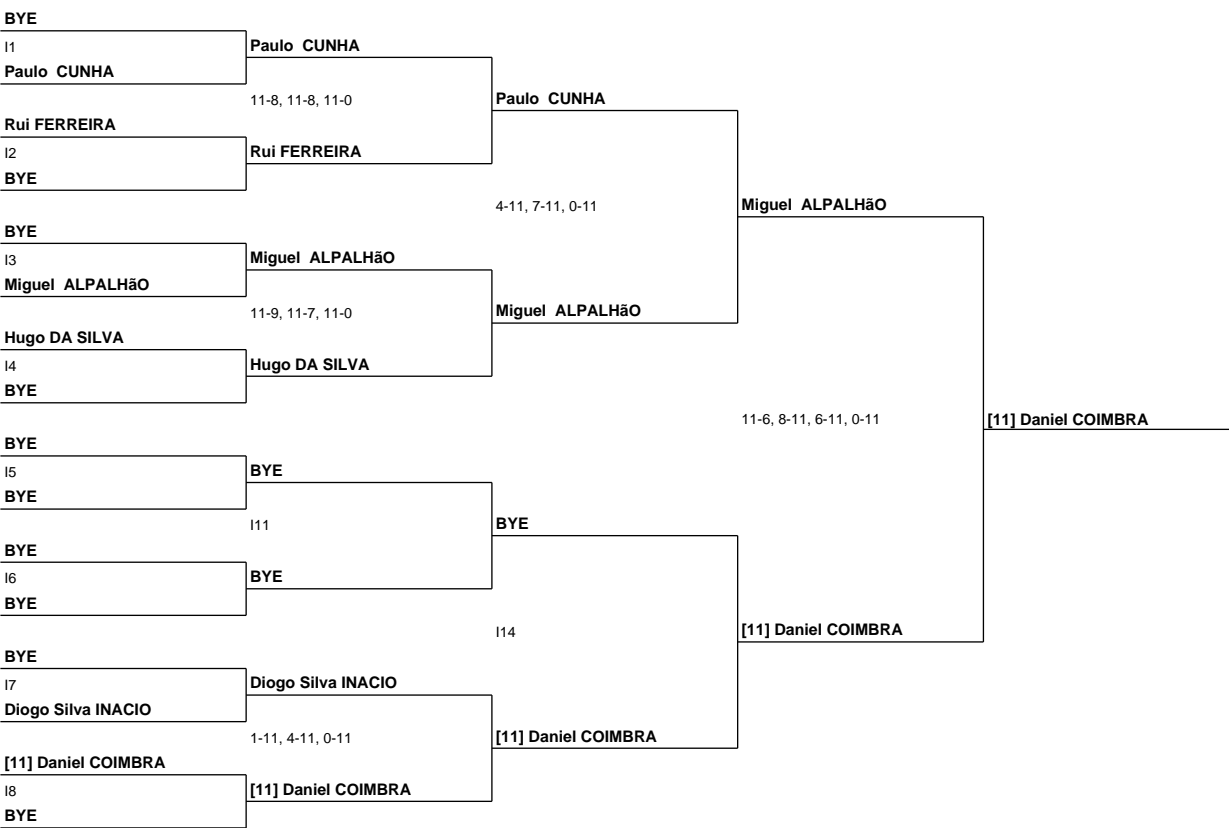 BYE
I1
Paulo CUNHA
Paulo CUNHA
11-8, 11-8, 11-0
Paulo CUNHA
Rui FERREIRA
I2
Rui FERREIRA
BYE
4-11, 7-11, 0-11
Miguel ALPALHãO
BYE
I3
Miguel ALPALHãO
Miguel ALPALHãO
11-9, 11-7, 11-0
Miguel ALPALHãO
Hugo DA SILVA
I4
Hugo DA SILVA
BYE
11-6, 8-11, 6-11, 0-11
[11] Daniel COIMBRA
BYE
I5
BYE
BYE
I11
BYE
BYE
I6
BYE
BYE
I14
[11] Daniel COIMBRA
BYE
I7
Diogo Silva INACIO
Diogo Silva INACIO
1-11, 4-11, 0-11
[11] Daniel COIMBRA
[11] Daniel COIMBRA
I8
[11] Daniel COIMBRA
BYE